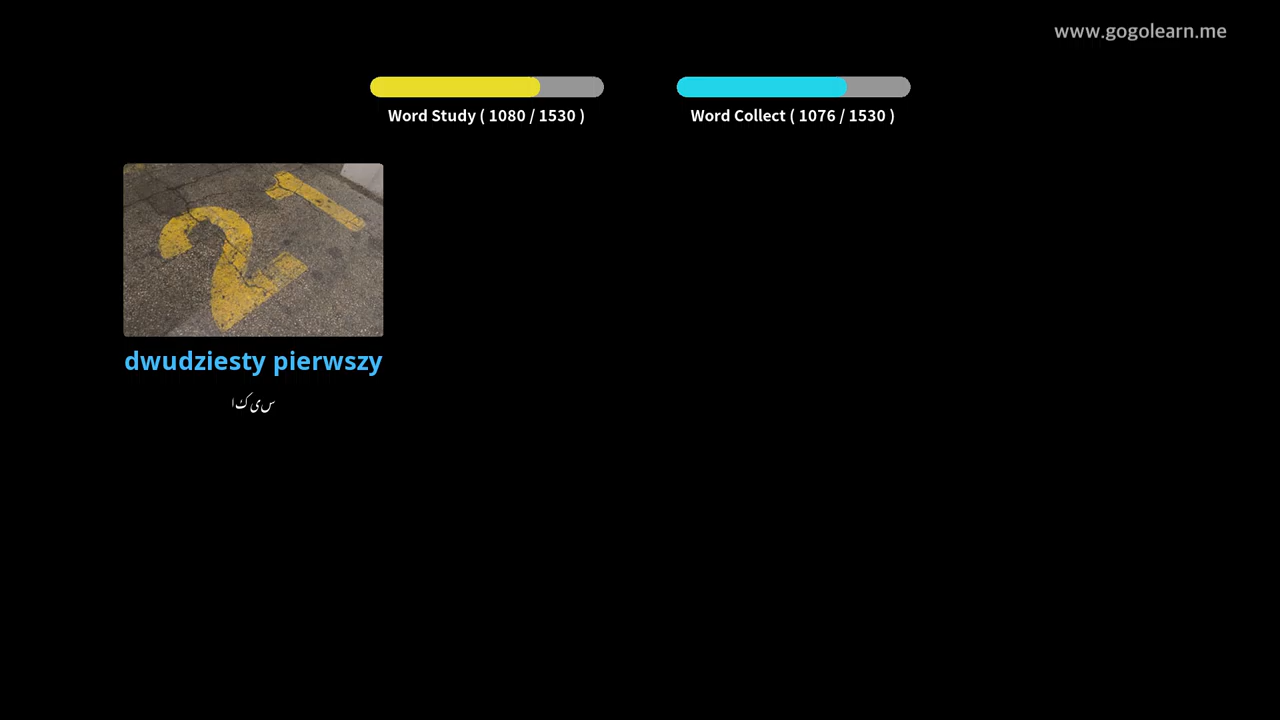 www.gogolearn.me
Word Study ( 1080 / 1530 )
Word Collect ( 1076 / 1530 )
21
dwudziesty pierwszy
اکیس